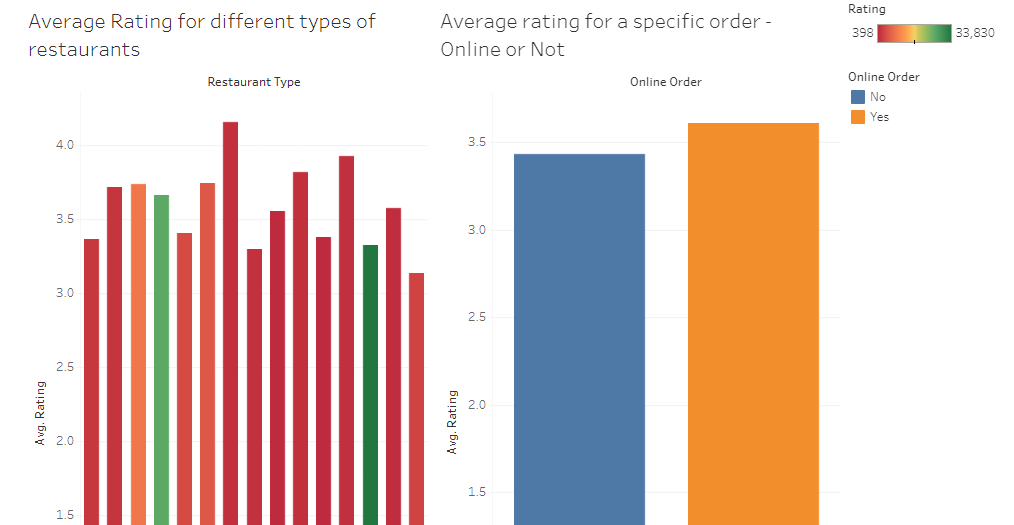 Average Rating for different types of
restaurants
Restaurant Type
4.0
3.5
3.0
2.5
2.0
1.5
Avg. Rating
Average rating for a specific order -
Online or Not
Online Order
3.5
3.0
2.5
2.0
1.5
Avg. Rating
Rating
398 33,830
Online Order
No
Yes